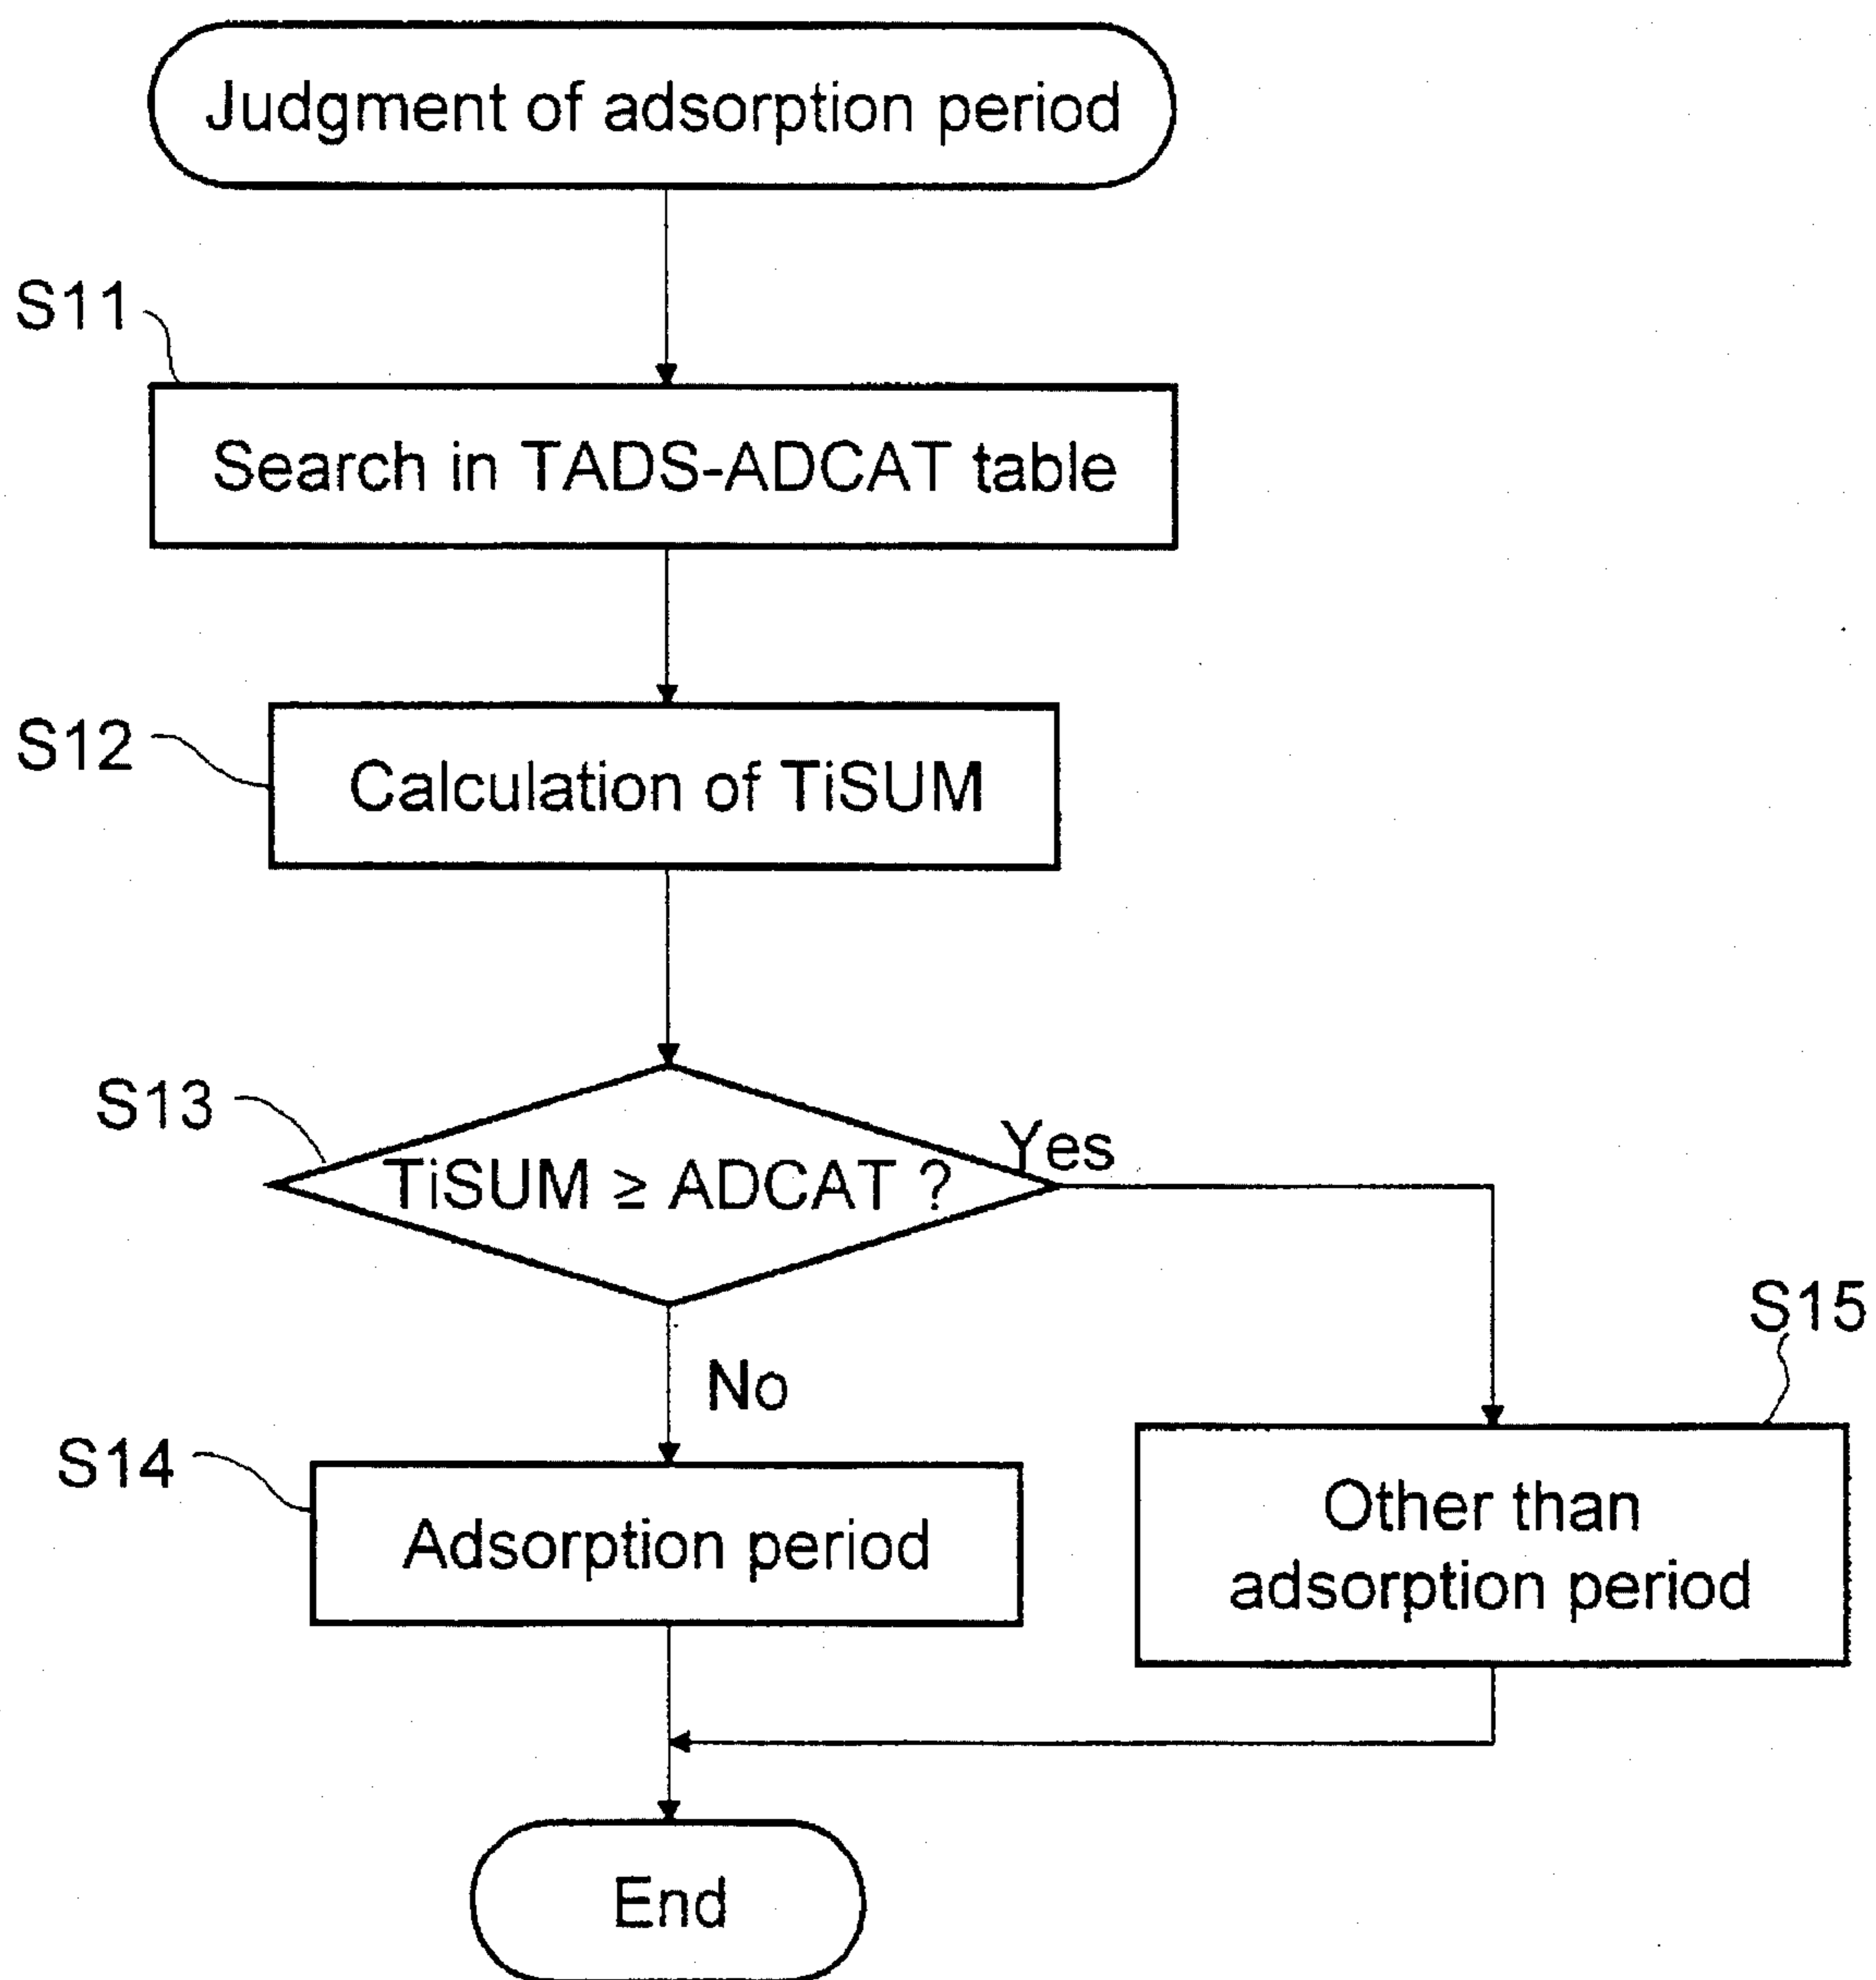 Judgment of adsorption period
S11
Search in TADS-ADCAT table
S12
Calculation of TiSUM
S13
TiSUM ≥ ADCAT ?
Yes
No
S14
Adsorption period
S15
Other than
adsorption period
End